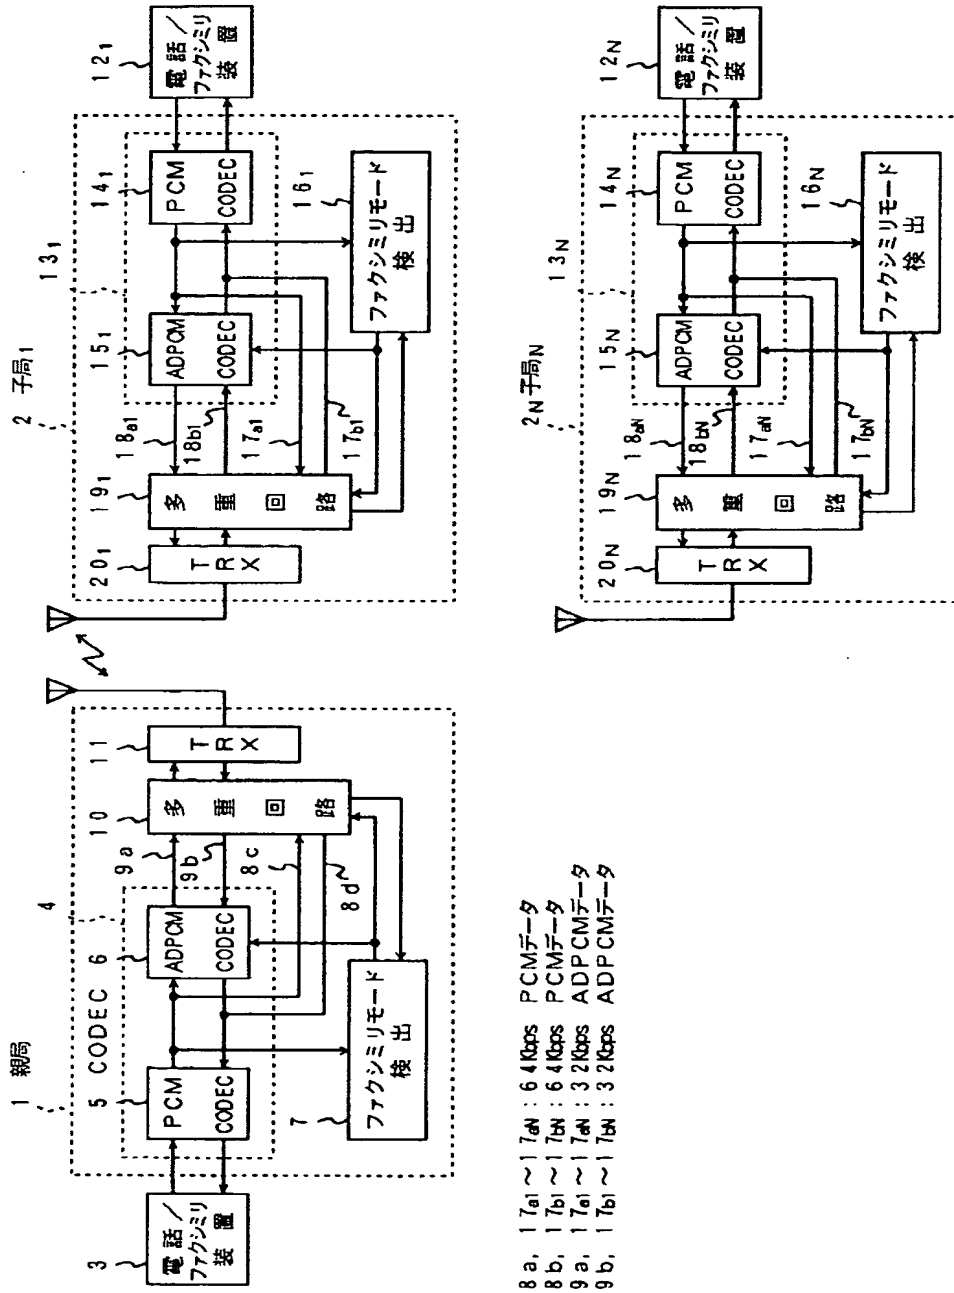 1 親局
3
電話/
ファクシミリ
装置
4
5
CODEC
6
PCM
CODEC
ADPCM
CODEC
7
ファクシミリモード
検出
9a
9b
8c
8d
10
多重回路
11
TRX
2 子局1
20₁
TRX
19₁
多重回路
18a1
18b1
17a1
17b1
13₁
15₁
ADPCM
CODEC
14₁
PCM
CODEC
16₁
ファクシミリモード
検出
12₁
電話/
ファクシミリ
装置
2N 子局N
20N
TRX
19N
多重回路
18aN
18bN
17aN
17bN
13N
15N
ADPCM
CODEC
14N
PCM
CODEC
16N
ファクシミリモード
検出
12N
電話/
ファクシミリ
装置
8a, 17a1~17aN:64Kbps PCMデータ
8b, 17b1~17bN:64Kbps PCMデータ
9a, 17a1~17aN:32Kbps ADPCMデータ
9b, 17b1~17bN:32Kbps ADPCMデータ